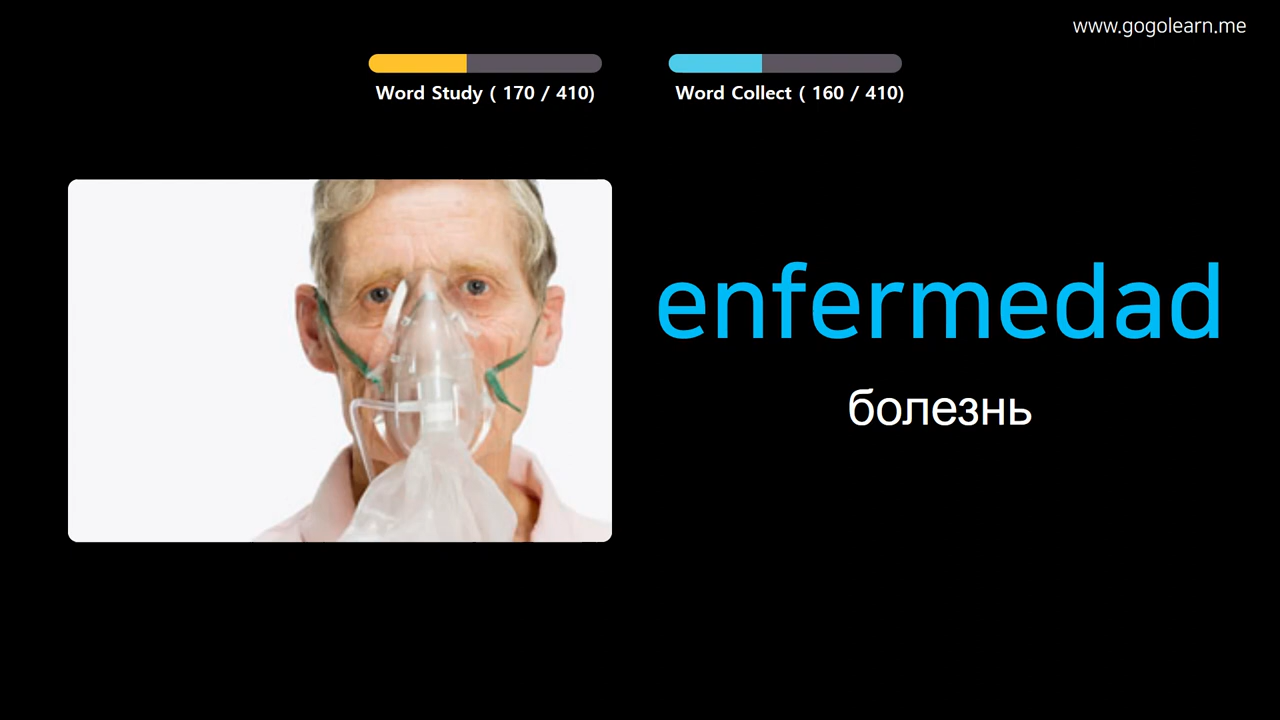 www.gogolearn.me
Word Study ( 170 / 410)
Word Collect ( 160 / 410)
enfermedad
болезнь